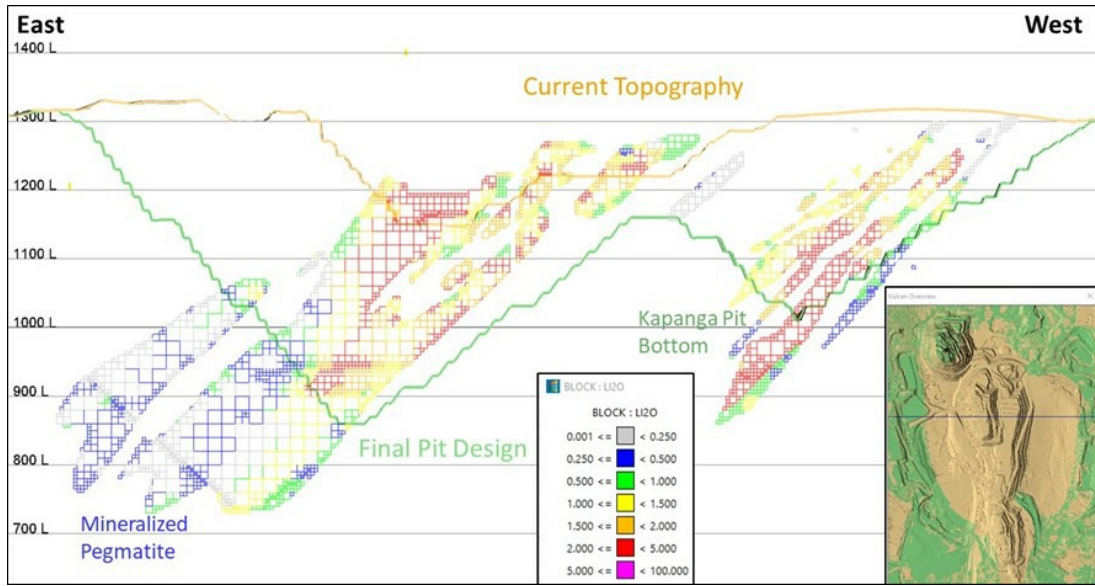 East
West
1400 L
Current Topography
1300 L
1200 L
1100 L
1000 L
Kapanga Pit
Bottom
900 L
Final Pit Design
800 L
Mineralized
Pegmatite
700 L
BLOCK : LI2O
BLOCK : LI2O
0.001 <= < 0.250
0.250 <= < 0.500
0.500 <= < 1.000
1.000 <= < 1.500
1.500 <= < 2.000
2.000 <= < 5.000
5.000 <= < 100.000
Vulcan Overview